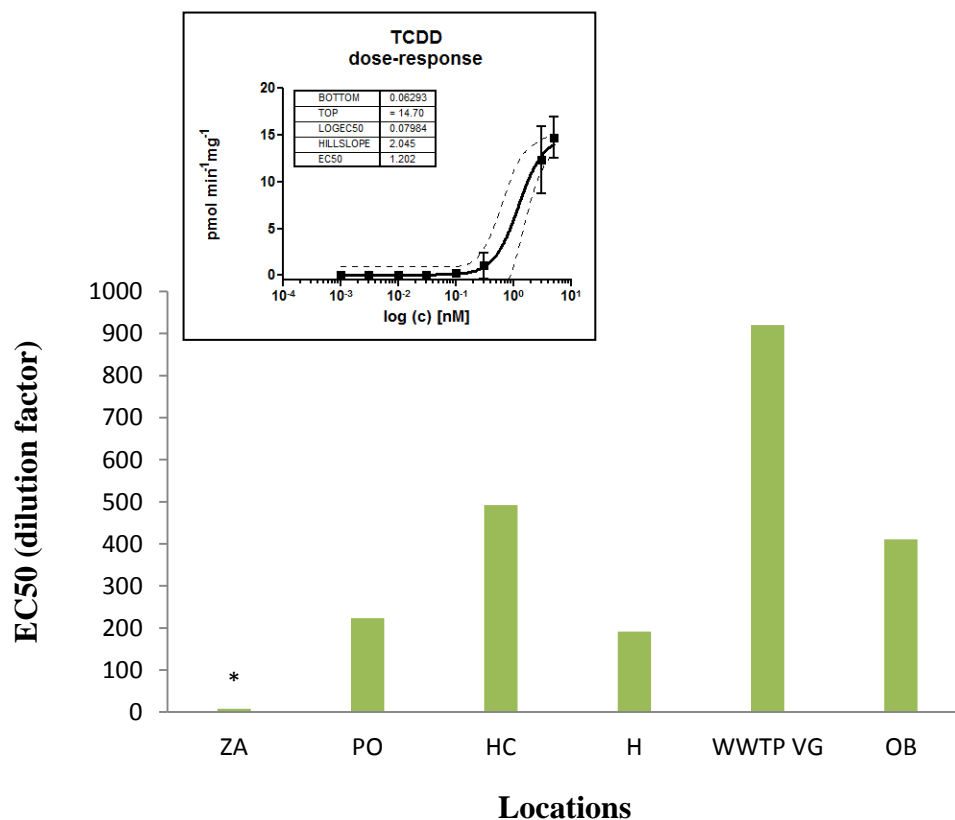 TCDD
dose-response
20
15
10
5
0
pmol min⁻¹mg⁻¹
BOTTOM 0.06293
TOP = 14.70
LOGEC50 0.07984
HILLSLOPE 2.045
EC50 1.202
10⁻⁴ 10⁻³ 10⁻² 10⁻¹ 10⁰ 10¹
log (c) [nM]
1000
900
800
700
600
500
400
300
200
100
0
EC50 (dilution factor)
*
ZA PO HC H WWTP VG OB
Locations